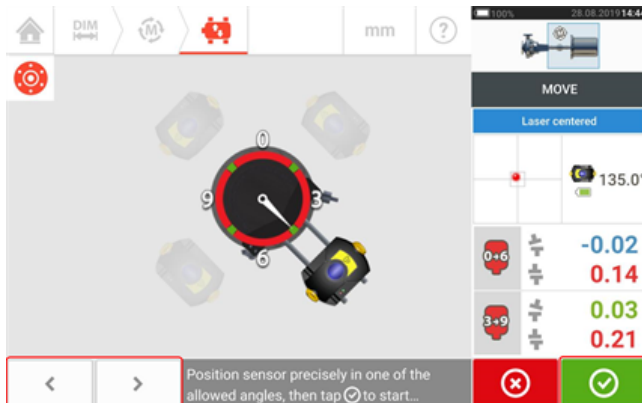 DIM
M
mm
?
100%
28.08.2019 14:4
MOVE
Laser centered
135.0°
0
9
3
6
0+6
-0.02
0.14
3+9
0.03
0.21
Position sensor precisely in one of the
allowed angles, then tap to start...